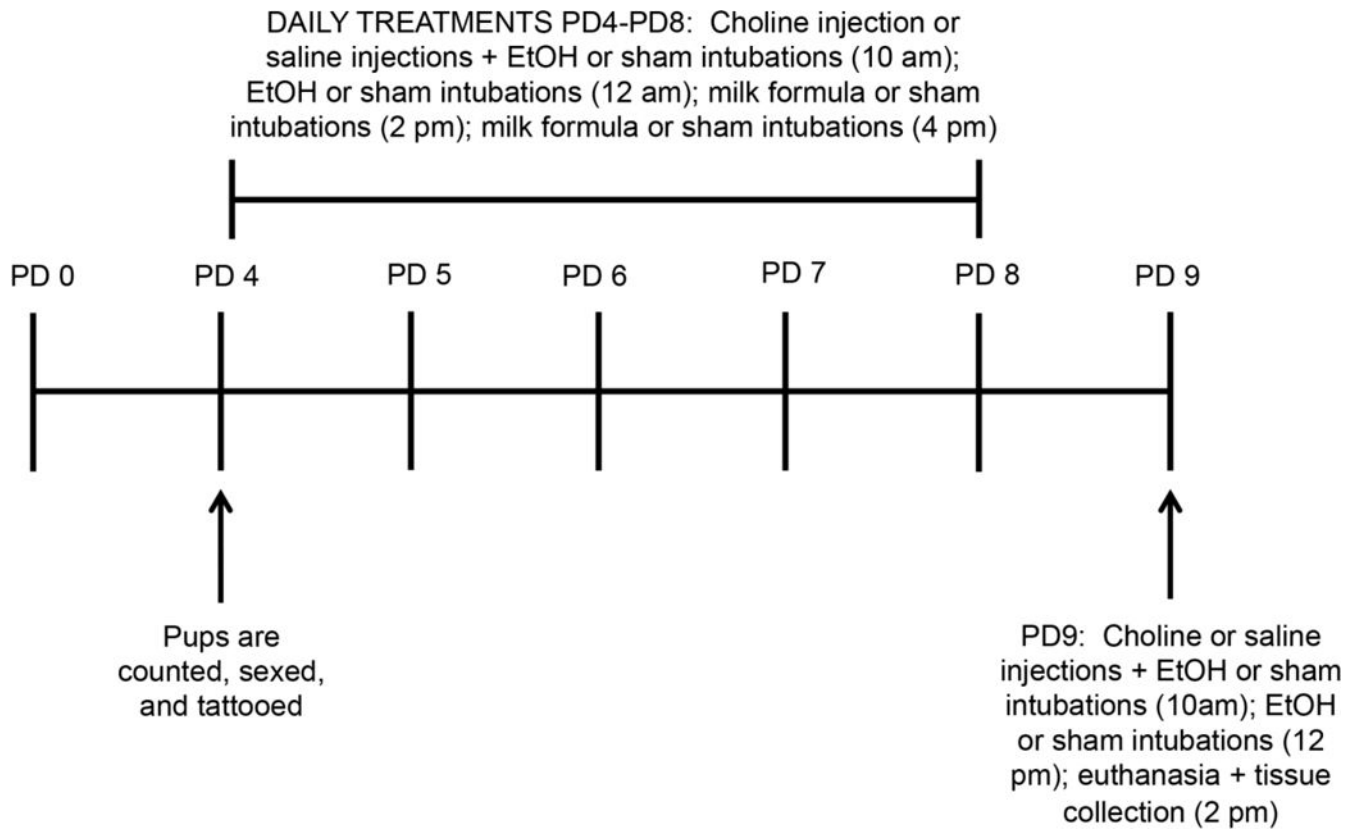 DAILY TREATMENTS PD4-PD8: Choline injection or
saline injections + EtOH or sham intubations (10 am);
EtOH or sham intubations (12 am); milk formula or sham
intubations (2 pm); milk formula or sham intubations (4 pm)
PD 0
PD 4
PD 5
PD 6
PD 7
PD 8
PD 9
Pups are
counted, sexed,
and tattooed
PD9: Choline or saline
injections + EtOH or sham
intubations (10am); EtOH
or sham intubations (12
pm); euthanasia + tissue
collection (2 pm)